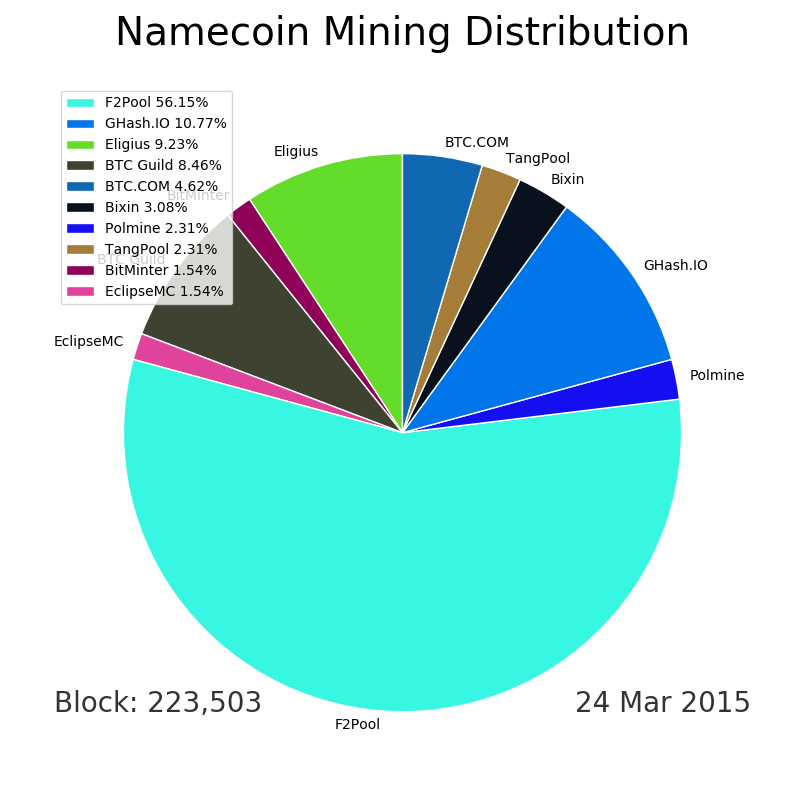 Namecoin Mining Distribution
F2Pool 56.15%
GHash.IO 10.77%
Eligius 9.23%
BTC Guild 8.46%
BTC.COM 4.62%
Bixin 3.08%
Polmine 2.31%
TangPool 2.31%
BitMinter 1.54%
EclipseMC 1.54%
BTC.COM
TangPool
Bixin
GHash.IO
Polmine
Eligius
BitMinter
BTC Guild
EclipseMC
F2Pool
Block: 223,503
24 Mar 2015